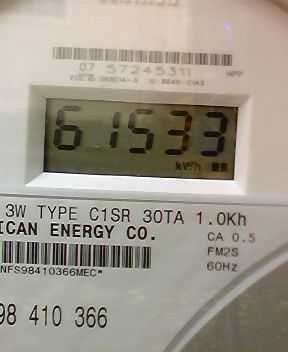 07 57245311 HPP
61533
kWh
3W TYPE C1SR 30TA 1.0Kh
ICAN ENERGY CO. CA 0.5
FM2S
NFS98410366MEC* 60Hz
98 410 366